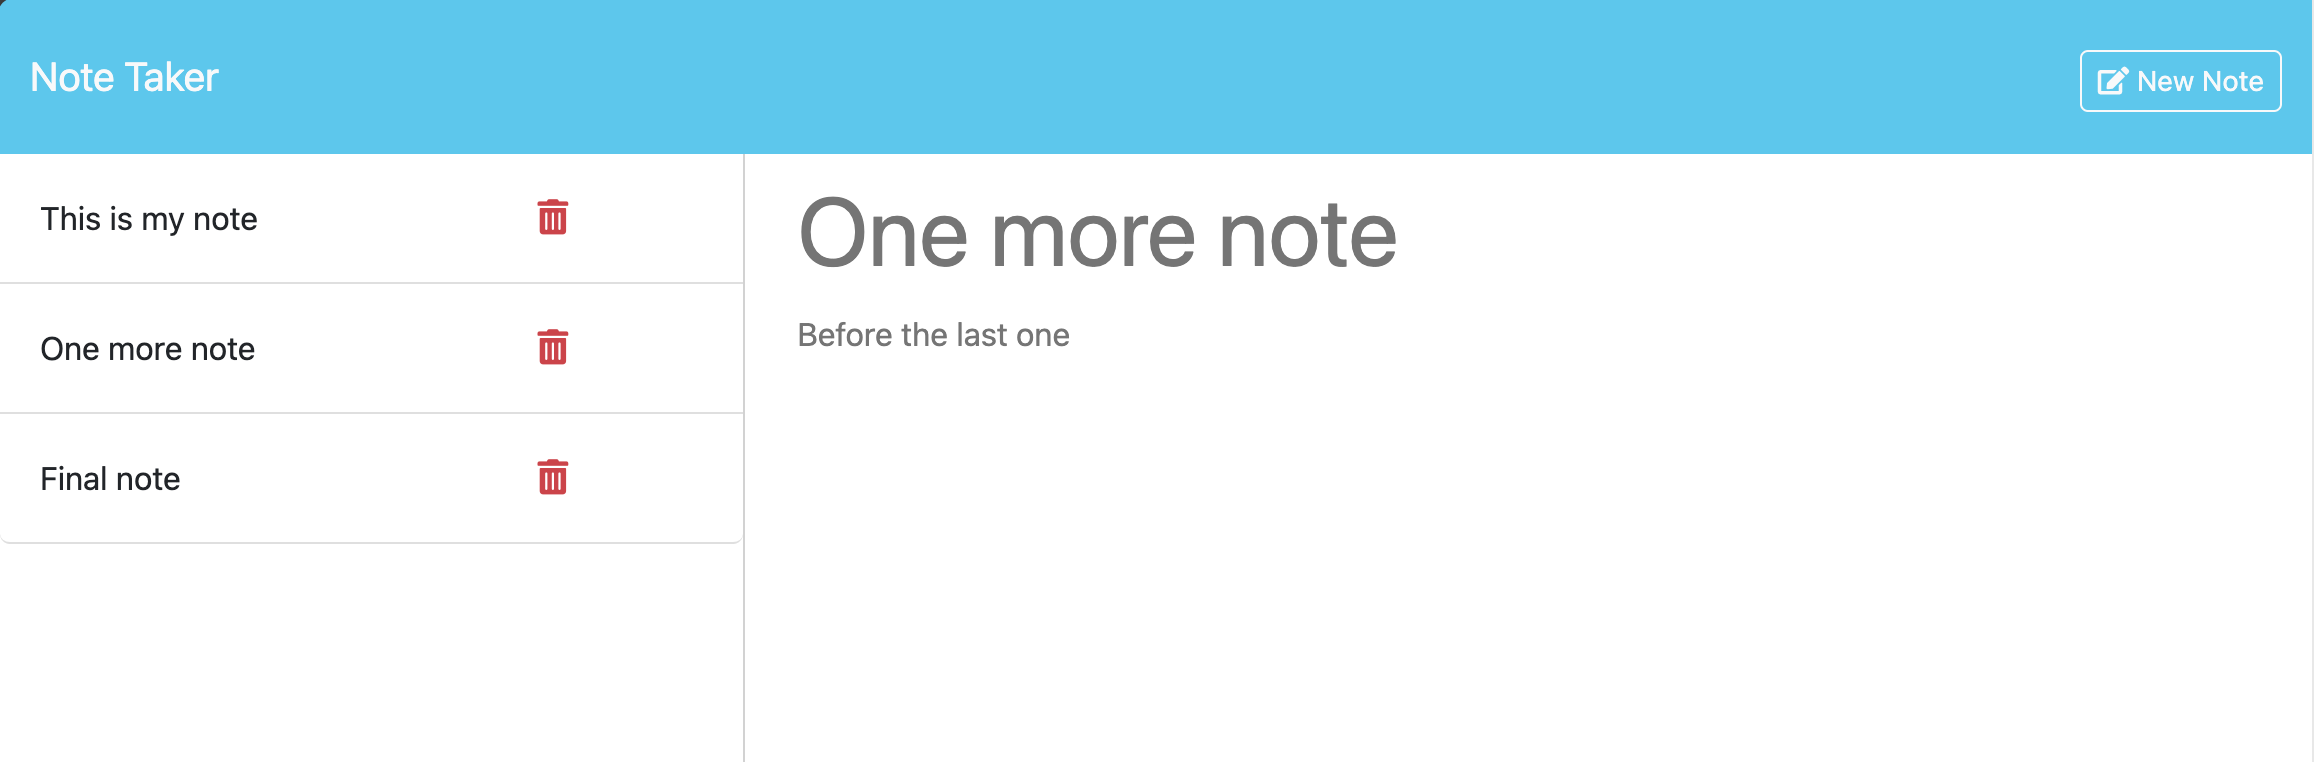 Note Taker
New Note
This is my note
One more note
Final note
One more note
Before the last one